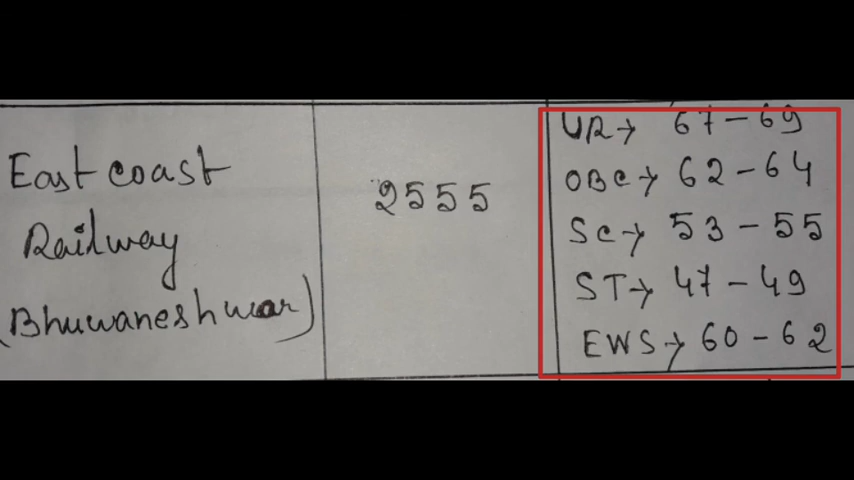 East coast
Railway
(Bhuwaneshwar)
2555
UR→ 67-69
OBC→ 62-64
SC→ 53-55
ST→ 47-49
EWS→ 60-62